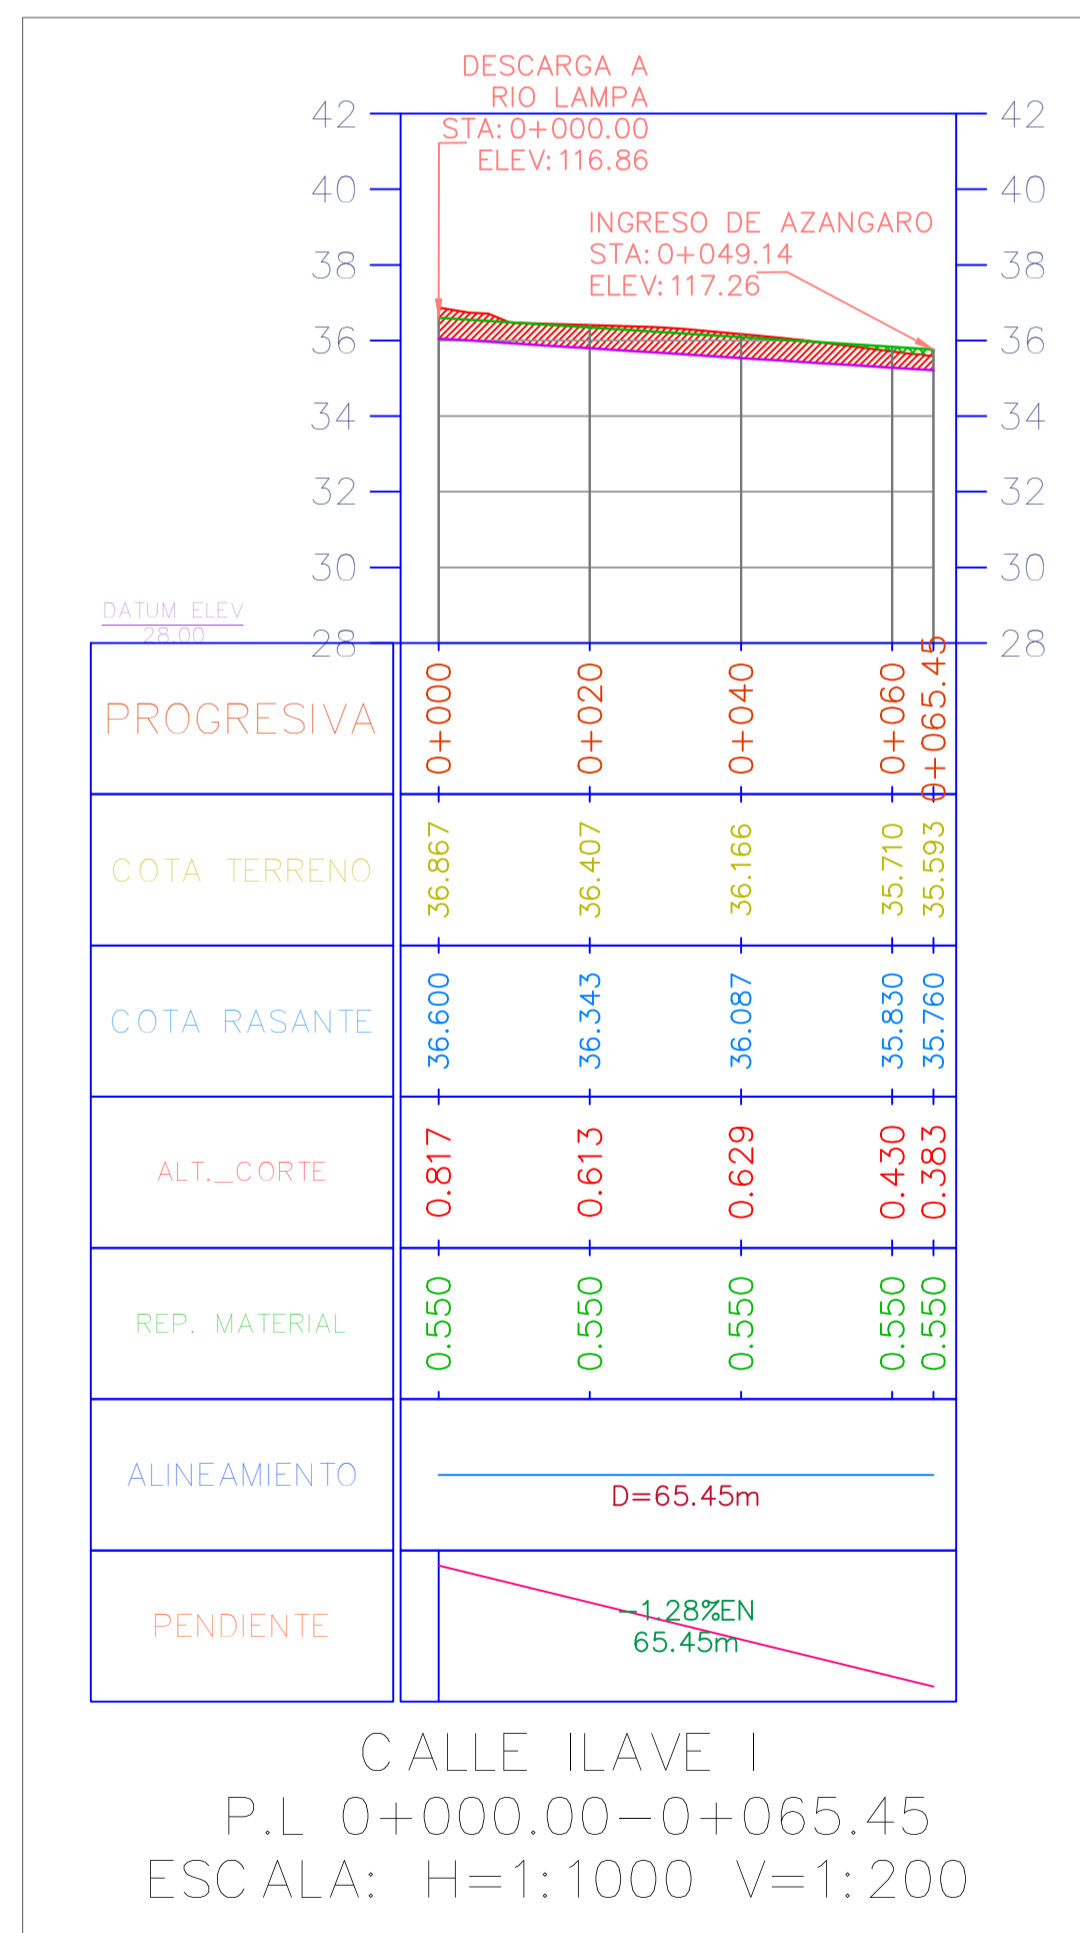 DESCARGA A
RIO LAMPA
STA: 0+000.00
ELEV: 116.86
INGRESO DE AZANGARO
STA: 0+049.14
ELEV: 117.26
42 42
40 40
38 38
36 36
34 34
32 32
30 30
28 28
DATUM ELEV
28.00
PROGRESIVA 0+000 0+020 0+040 0+060 0+065.45
COTA TERRENO 36.867 36.407 36.166 35.710 35.593
COTA RASANTE 36.600 36.343 36.087 35.830 35.760
ALT._CORTE 0.817 0.613 0.629 0.430 0.383
REP. MATERIAL 0.550 0.550 0.550 0.550 0.550
ALINEAMIENTO
D=65.45m
PENDIENTE
-1.28%EN
65.45m
CALLE ILAVE I
P.L 0+000.00-0+065.45
ESCALA: H=1:1000 V=1:200